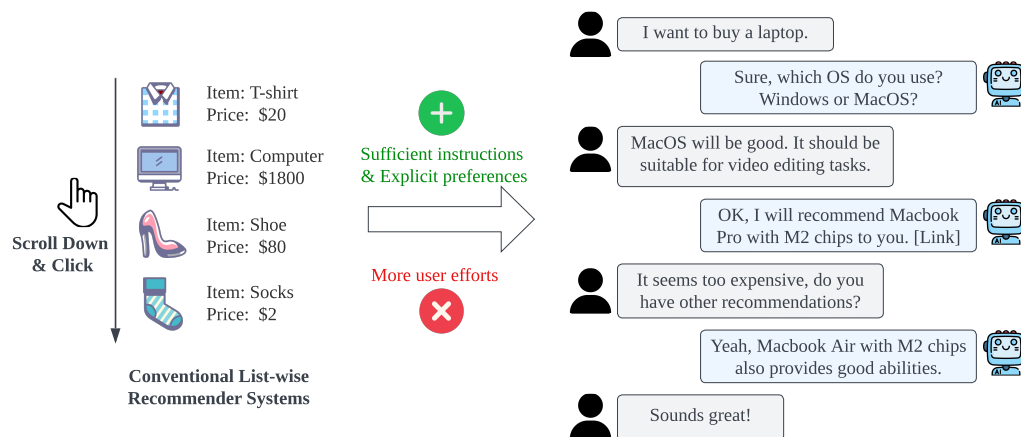 Scroll Down
& Click
Item: T-shirt
Price: $20
Item: Computer
Price: $1800
Item: Shoe
Price: $80
Item: Socks
Price: $2
Conventional List-wise
Recommender Systems
Sufficient instructions
& Explicit preferences
More user efforts
I want to buy a laptop.
Sure, which OS do you use?
Windows or MacOS?
MacOS will be good. It should be
suitable for video editing tasks.
OK, I will recommend Macbook
Pro with M2 chips to you. [Link]
It seems too expensive, do you
have other recommendations?
Yeah, Macbook Air with M2 chips
also provides good abilities.
Sounds great!
AI
AI
AI